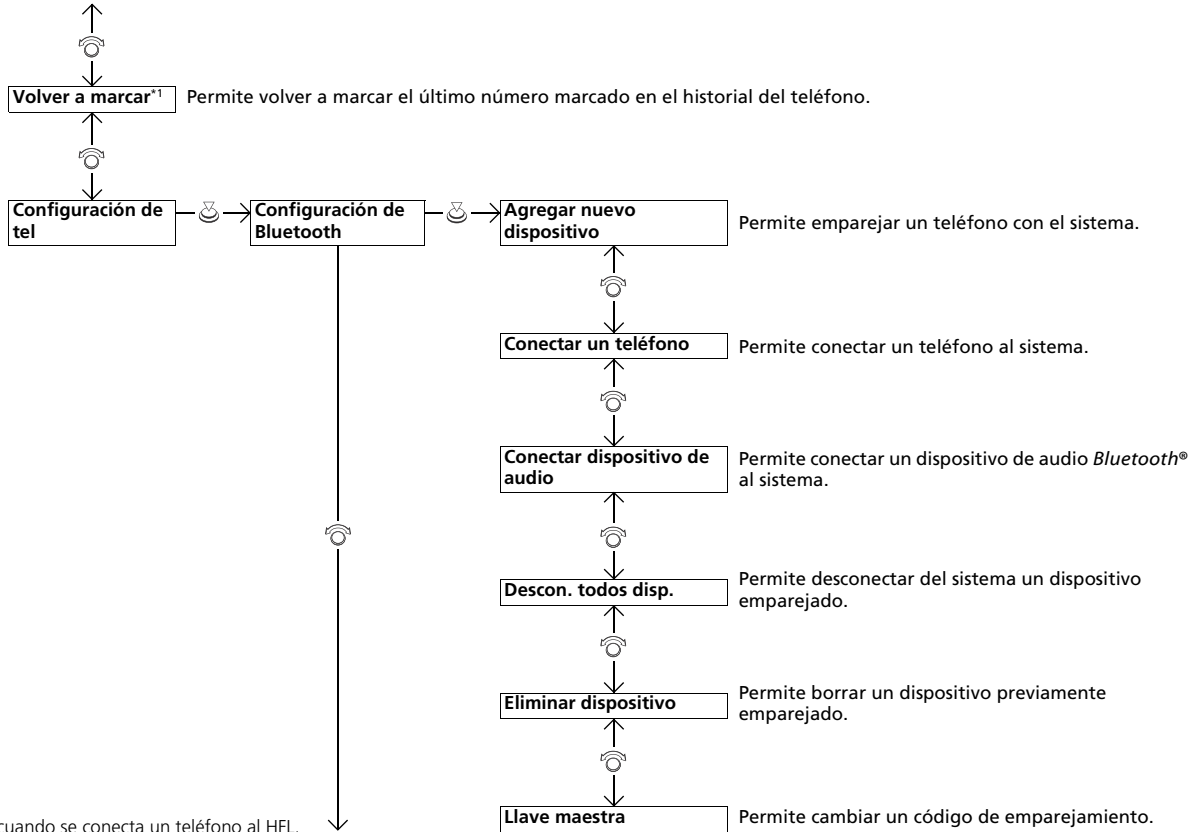 Volver a marcar*1
Permite volver a marcar el último número marcado en el historial del teléfono.
Configuración de
tel
Configuración de
Bluetooth
Agregar nuevo
dispositivo
Permite emparejar un teléfono con el sistema.
Conectar un teléfono
Permite conectar un teléfono al sistema.
Conectar dispositivo de
audio
Permite conectar un dispositivo de audio Bluetooth®
al sistema.
Descon. todos disp.
Permite desconectar del sistema un dispositivo
emparejado.
Eliminar dispositivo
Permite borrar un dispositivo previamente
emparejado.
Llave maestra
Permite cambiar un código de emparejamiento.
cuando se conecta un teléfono al HFL.